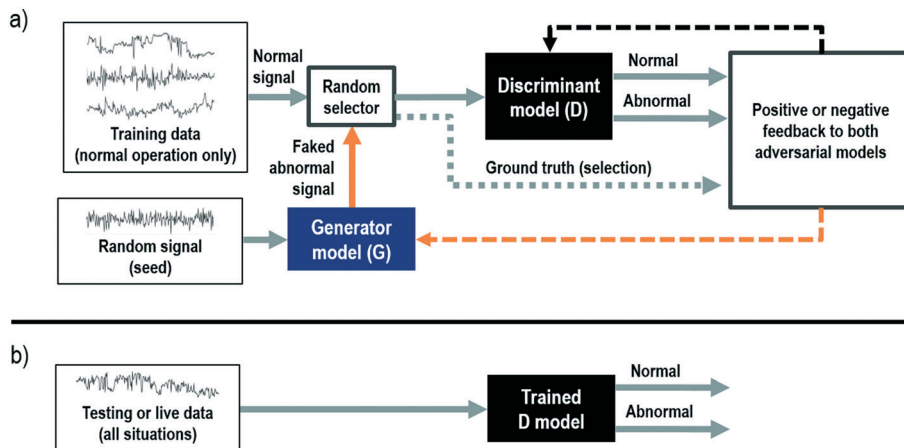 a)
Training data
(normal operation only)
Normal
signal
Random
selector
Discriminant
model (D)
Normal
Abnormal
Positive or negative
feedback to both
adversarial models
Faked
abnormal
signal
Ground truth (selection)
Random signal
(seed)
Generator
model (G)
b)
Testing or live data
(all situations)
Trained
D model
Normal
Abnormal